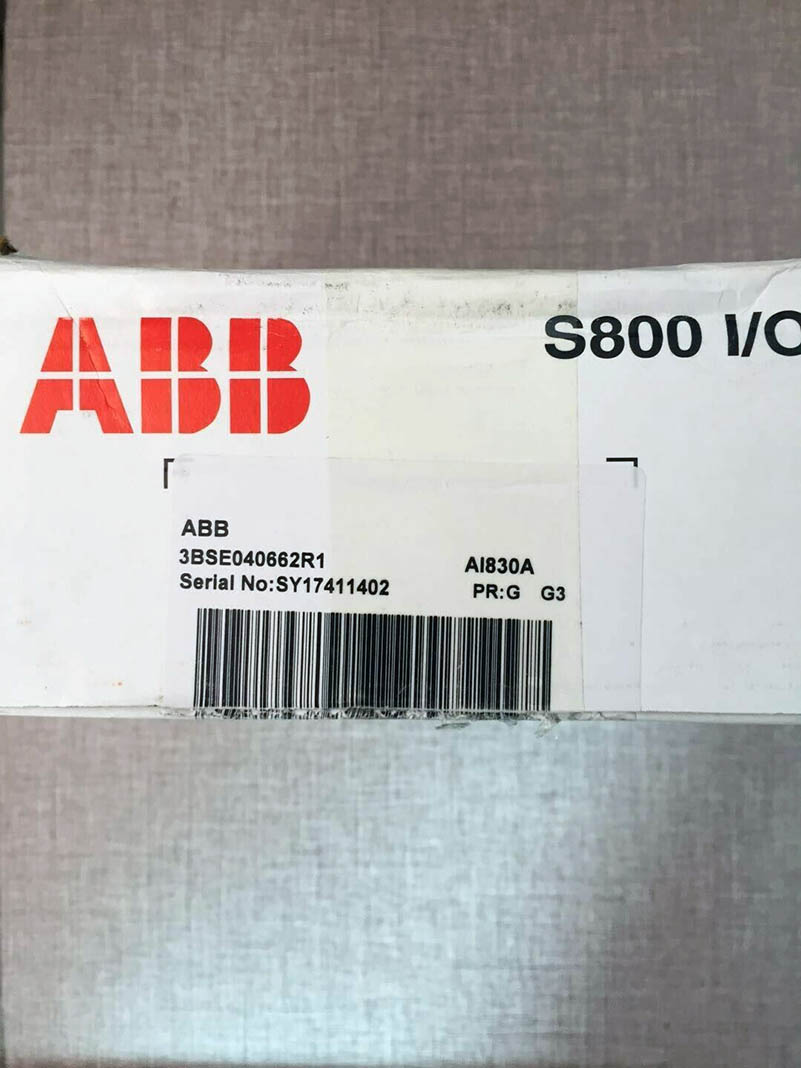 ABB
S800 I/O
ABB
3BSE040662R1
AI830A
Serial No:SY17411402
PR:G G3